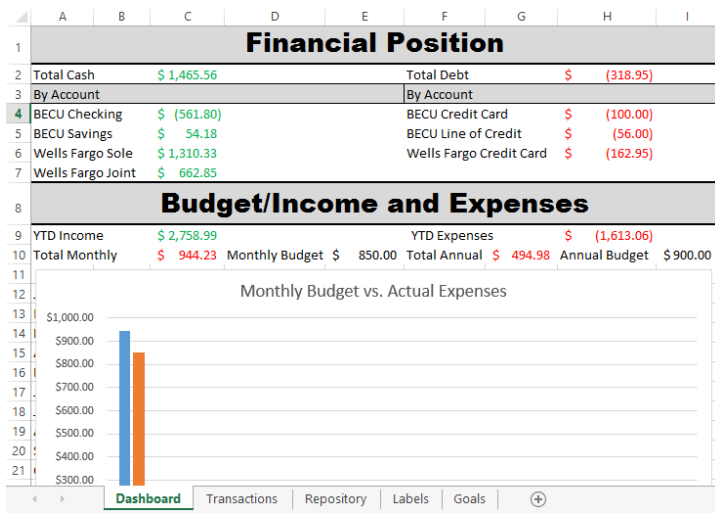 A B C D E F G H I
1 Financial Position
2 Total Cash $ 1,465.56 Total Debt $ (318.95)
3 By Account By Account
4 BECU Checking $ (561.80) BECU Credit Card $ (100.00)
5 BECU Savings $ 54.18 BECU Line of Credit $ (56.00)
6 Wells Fargo Sole $ 1,310.33 Wells Fargo Credit Card $ (162.95)
7 Wells Fargo Joint $ 662.85
8 Budget/Income and Expenses
9 YTD Income $ 2,758.99 YTD Expenses $ (1,613.06)
10 Total Monthly $ 944.23 Monthly Budget $ 850.00 Total Annual $ 494.98 Annual Budget $ 900.00
11
12 Monthly Budget vs. Actual Expenses
13 $1,000.00
14 $900.00
15 $800.00
16 $700.00
17
18 $600.00
19 $500.00
20 $400.00
21 $300.00
Dashboard Transactions Repository Labels Goals